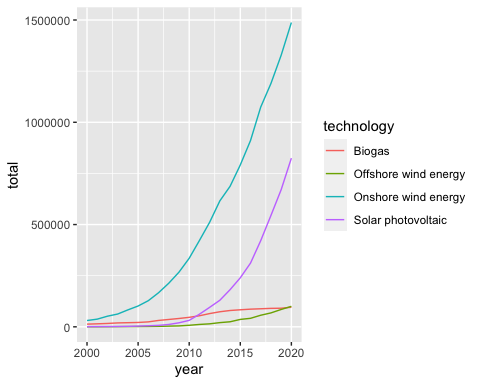 1500000
1000000
500000
0
total
2000 2005 2010 2015 2020
year
technology
Biogas
Offshore wind energy
Onshore wind energy
Solar photovoltaic